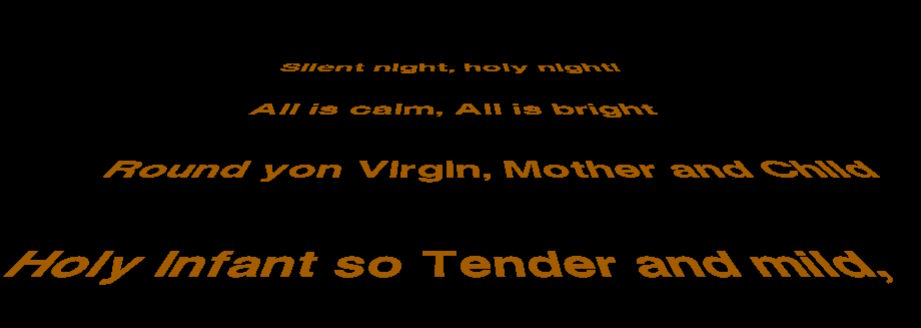 Silent night, holy night!
All is calm, All is bright
Round yon Virgin, Mother and Child
Holy Infant so Tender and mild,